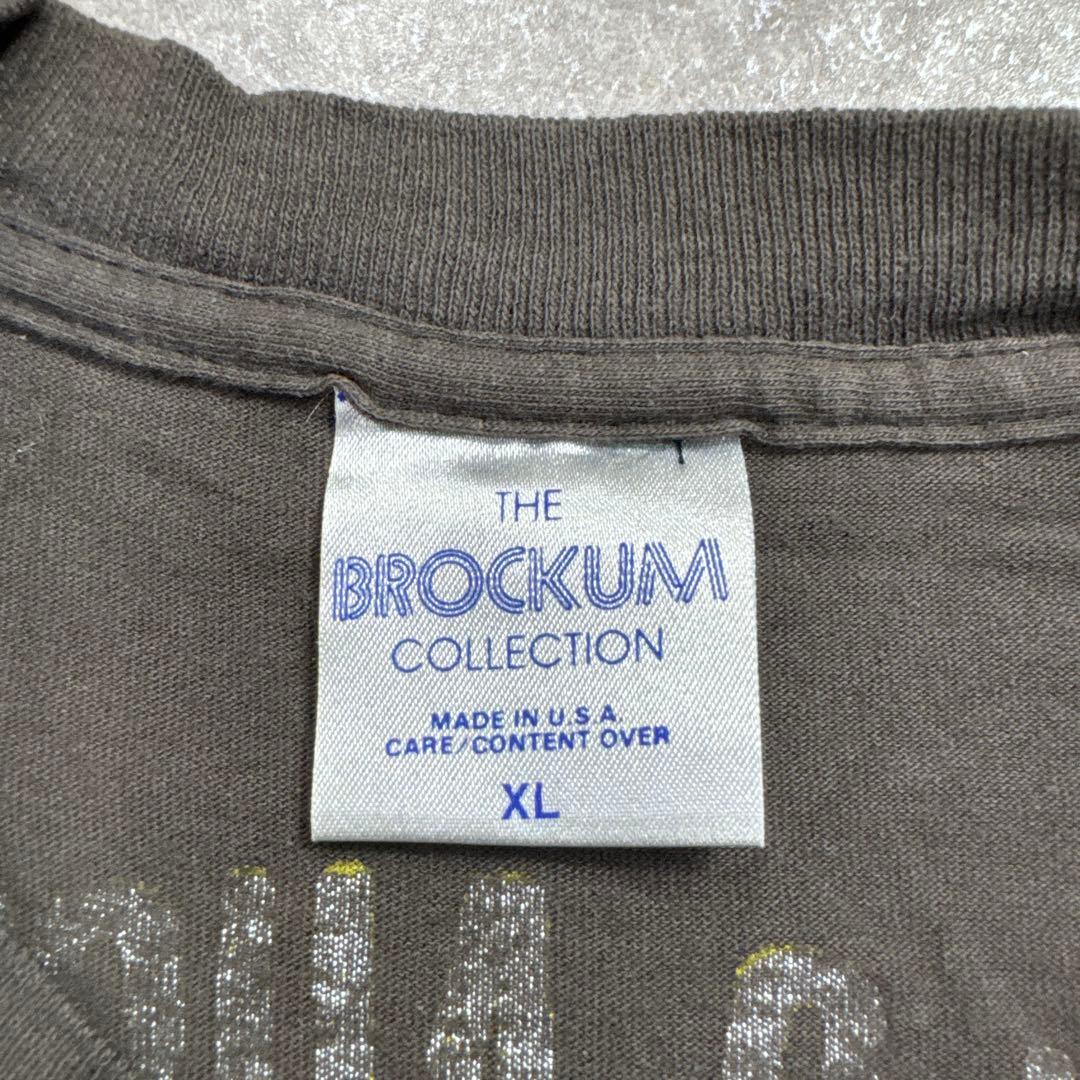 THE
BROCKUM
COLLECTION
MADE IN U.S.A.
CARE/CONTENT OVER
XL